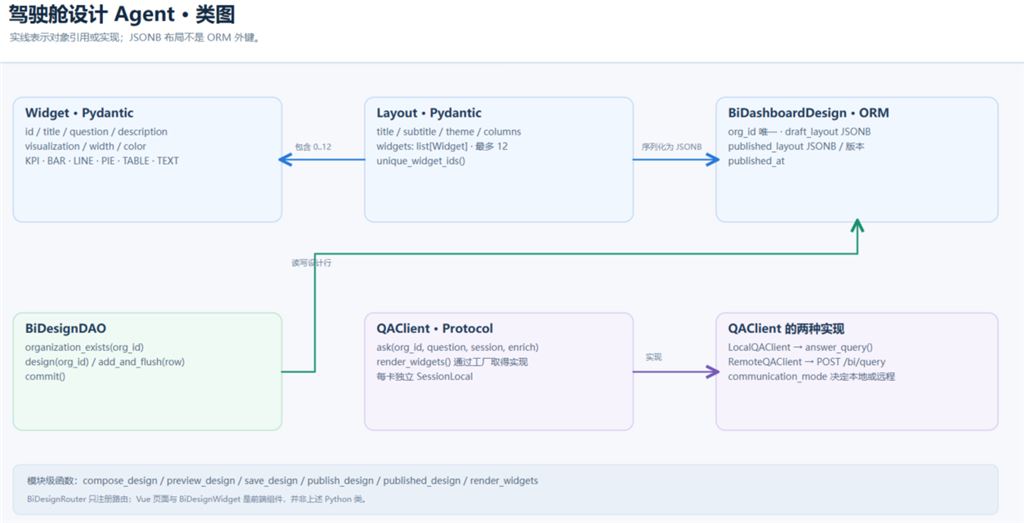 驾驶舱设计 Agent • 类图
实线表示对象引用或实现；JSONB 布局不是 ORM 外键。
Widget • Pydantic
id / title / question / description
visualization / width / color
KPI · BAR · LINE · PIE · TABLE · TEXT
包含 0..12
Layout • Pydantic
title / subtitle / theme / columns
widgets: list[Widget] · 最多 12
unique_widget_ids()
序列化为 JSONB
BiDashboardDesign • ORM
org_id 唯一 · draft_layout JSONB
published_layout JSONB / 版本
published_at
读写设计行
BiDesignDAO
organization_exists(org_id)
design(org_id) / add_and_flush(row)
commit()
QAClient • Protocol
ask(org_id, question, session, enrich)
render_widgets() 通过工厂取得实现
每卡独立 SessionLocal
实现
QAClient 的两种实现
LocalQAClient → answer_query()
RemoteQAClient → POST /bi/query
communication_mode 决定本地或远程
模块级函数：compose_design / preview_design / save_design / publish_design / published_design / render_widgets
BiDesignRouter 只注册路由；Vue 页面与 BiDesignWidget 是前端组件，并非上述 Python 类。